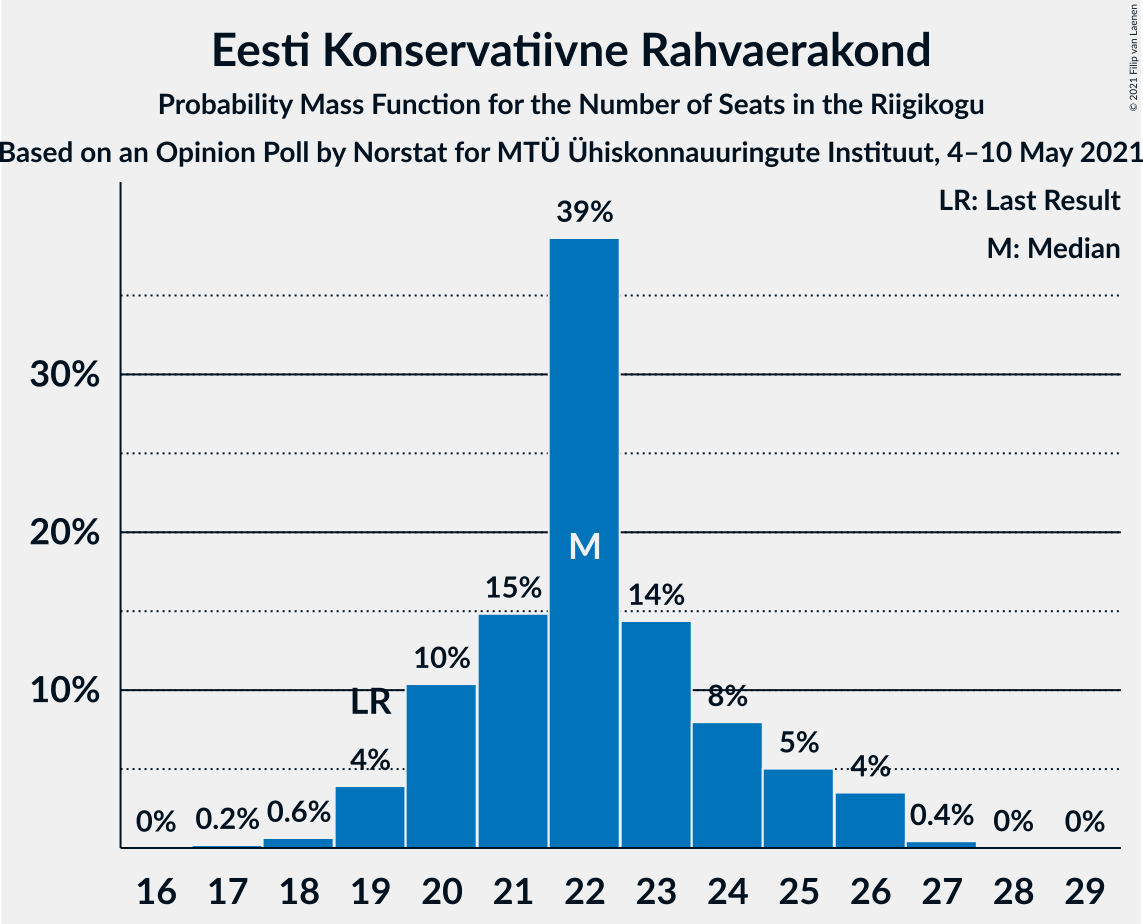 Eesti Konservatiivne Rahvaerakond
Probability Mass Function for the Number of Seats in the Riigikogu
Based on an Opinion Poll by Norstat for MTÜ Ühiskonnauuringute Instituut, 4–10 May 2021
© 2021 Filip van Laenen
LR: Last Result
M: Median
39%
30%
20%
10%
M
LR
0%
0.2%
0.6%
4%
10%
15%
14%
8%
5%
4%
0.4%
0%
0%
16 17 18 19 20 21 22 23 24 25 26 27 28 29